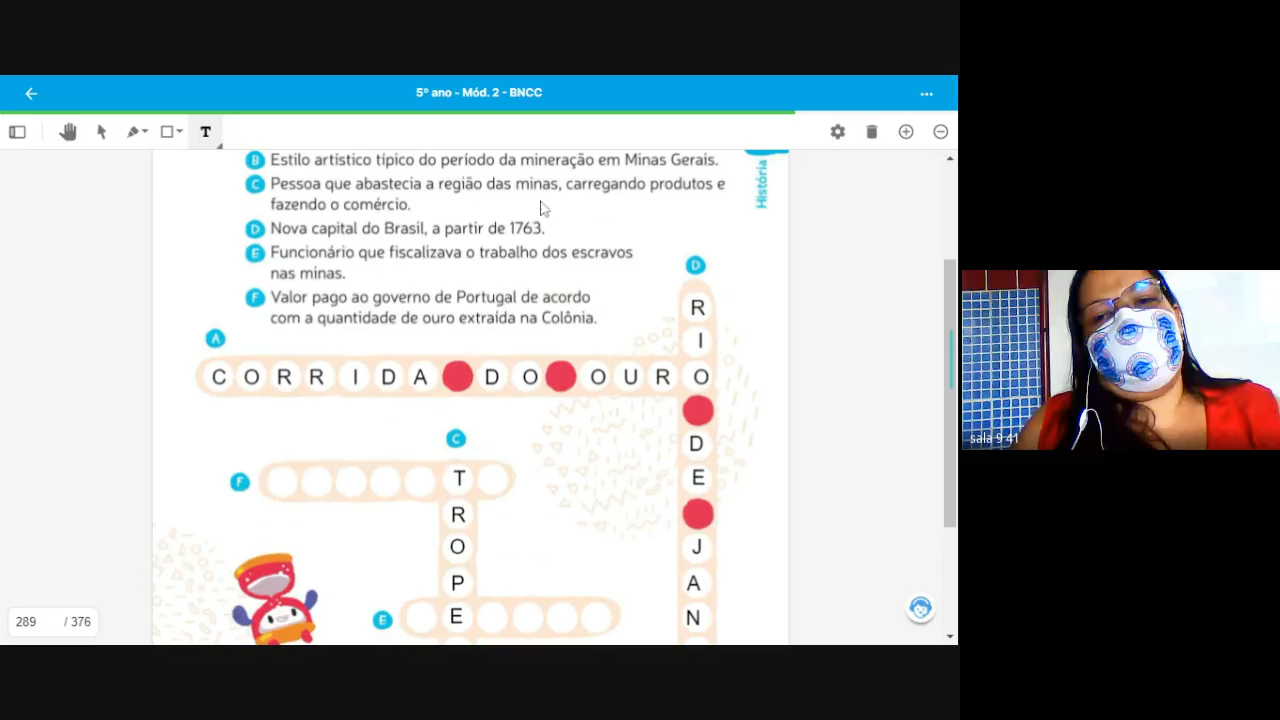 5º ano - Mód. 2 - BNCC
T
B Estilo artístico típico do período da mineração em Minas Gerais.
C Pessoa que abastecia a região das minas, carregando produtos e
fazendo o comércio.
D Nova capital do Brasil, a partir de 1763.
E Funcionário que fiscalizava o trabalho dos escravos
nas minas.
F Valor pago ao governo de Portugal de acordo
com a quantidade de ouro extraída na Colônia.
História
D
R
I
A
C O R R I D A D O O U R O
D
E
J
A
N
C
F
T
R
O
P
E
E
289 / 376
sala 9 41